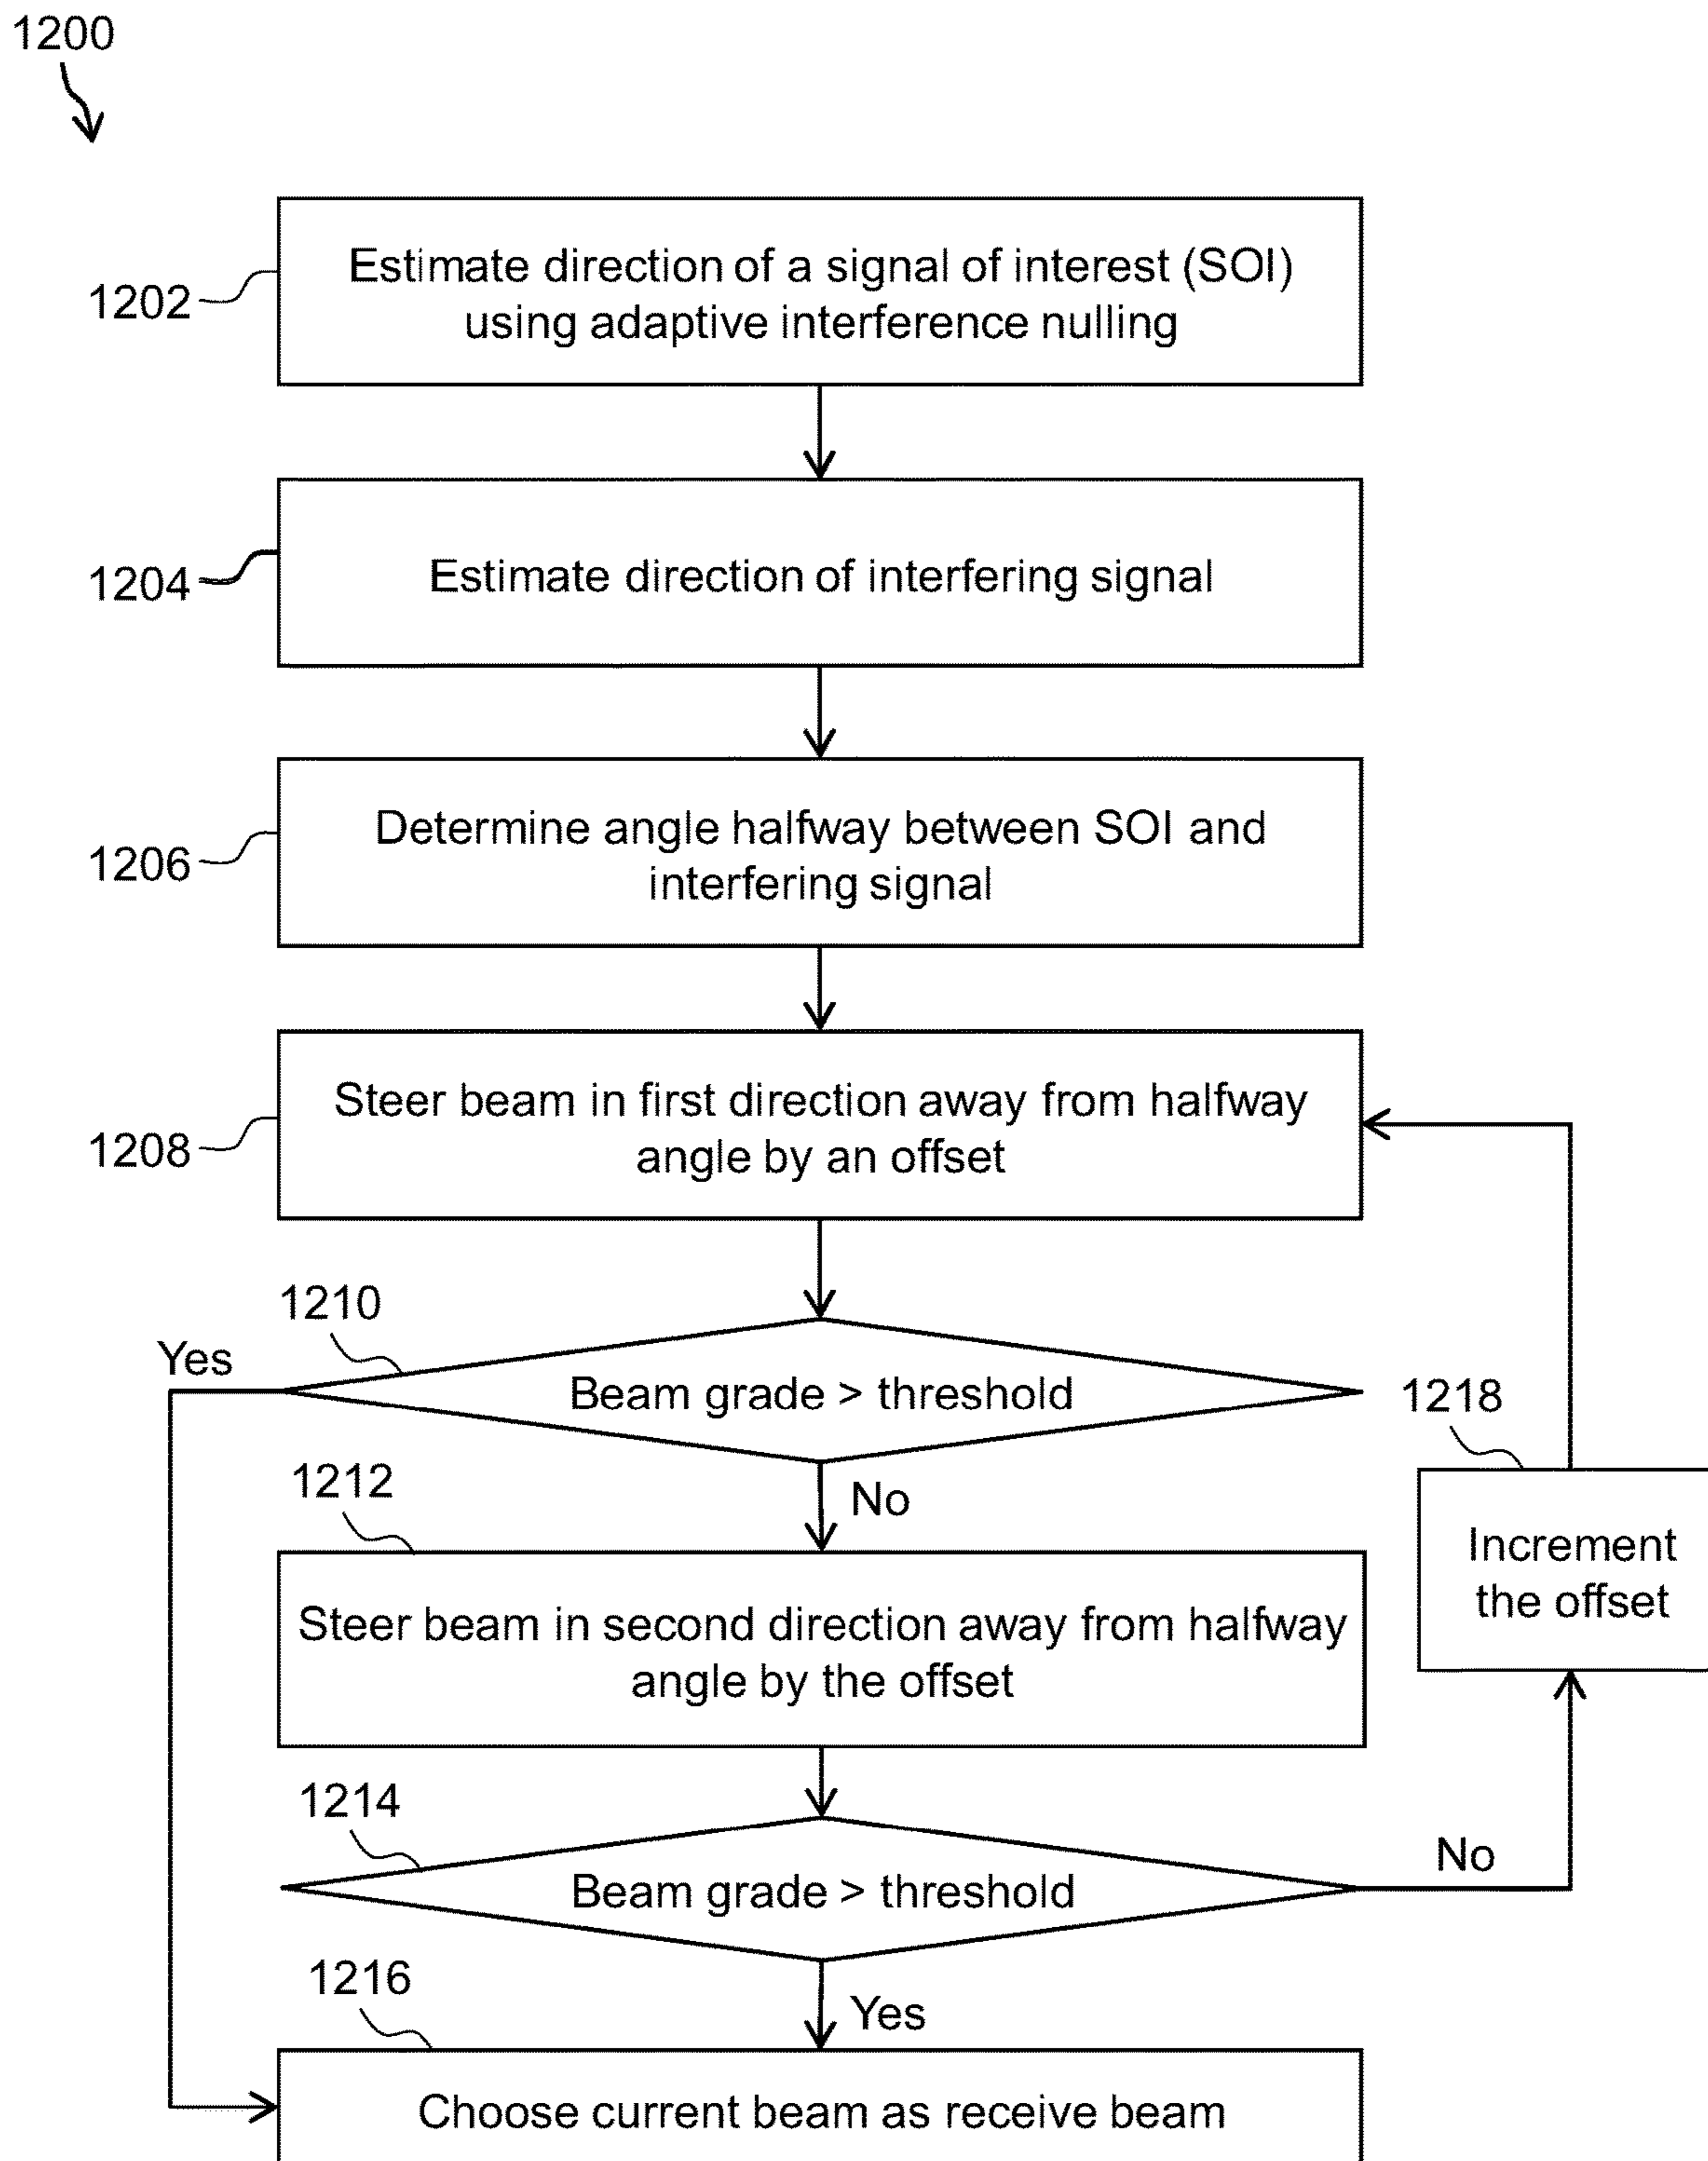 1200
Estimate direction of a signal of interest (SOI)
using adaptive interference nulling
1202
Estimate direction of interfering signal
1204
Determine angle halfway between SOI and
interfering signal
1206
Steer beam in first direction away from halfway
angle by an offset
1208
1210
Yes
Beam grade > threshold
1218
No
1212
Increment
the offset
Steer beam in second direction away from halfway
angle by the offset
1214
No
Beam grade > threshold
1216
Yes
Choose current beam as receive beam